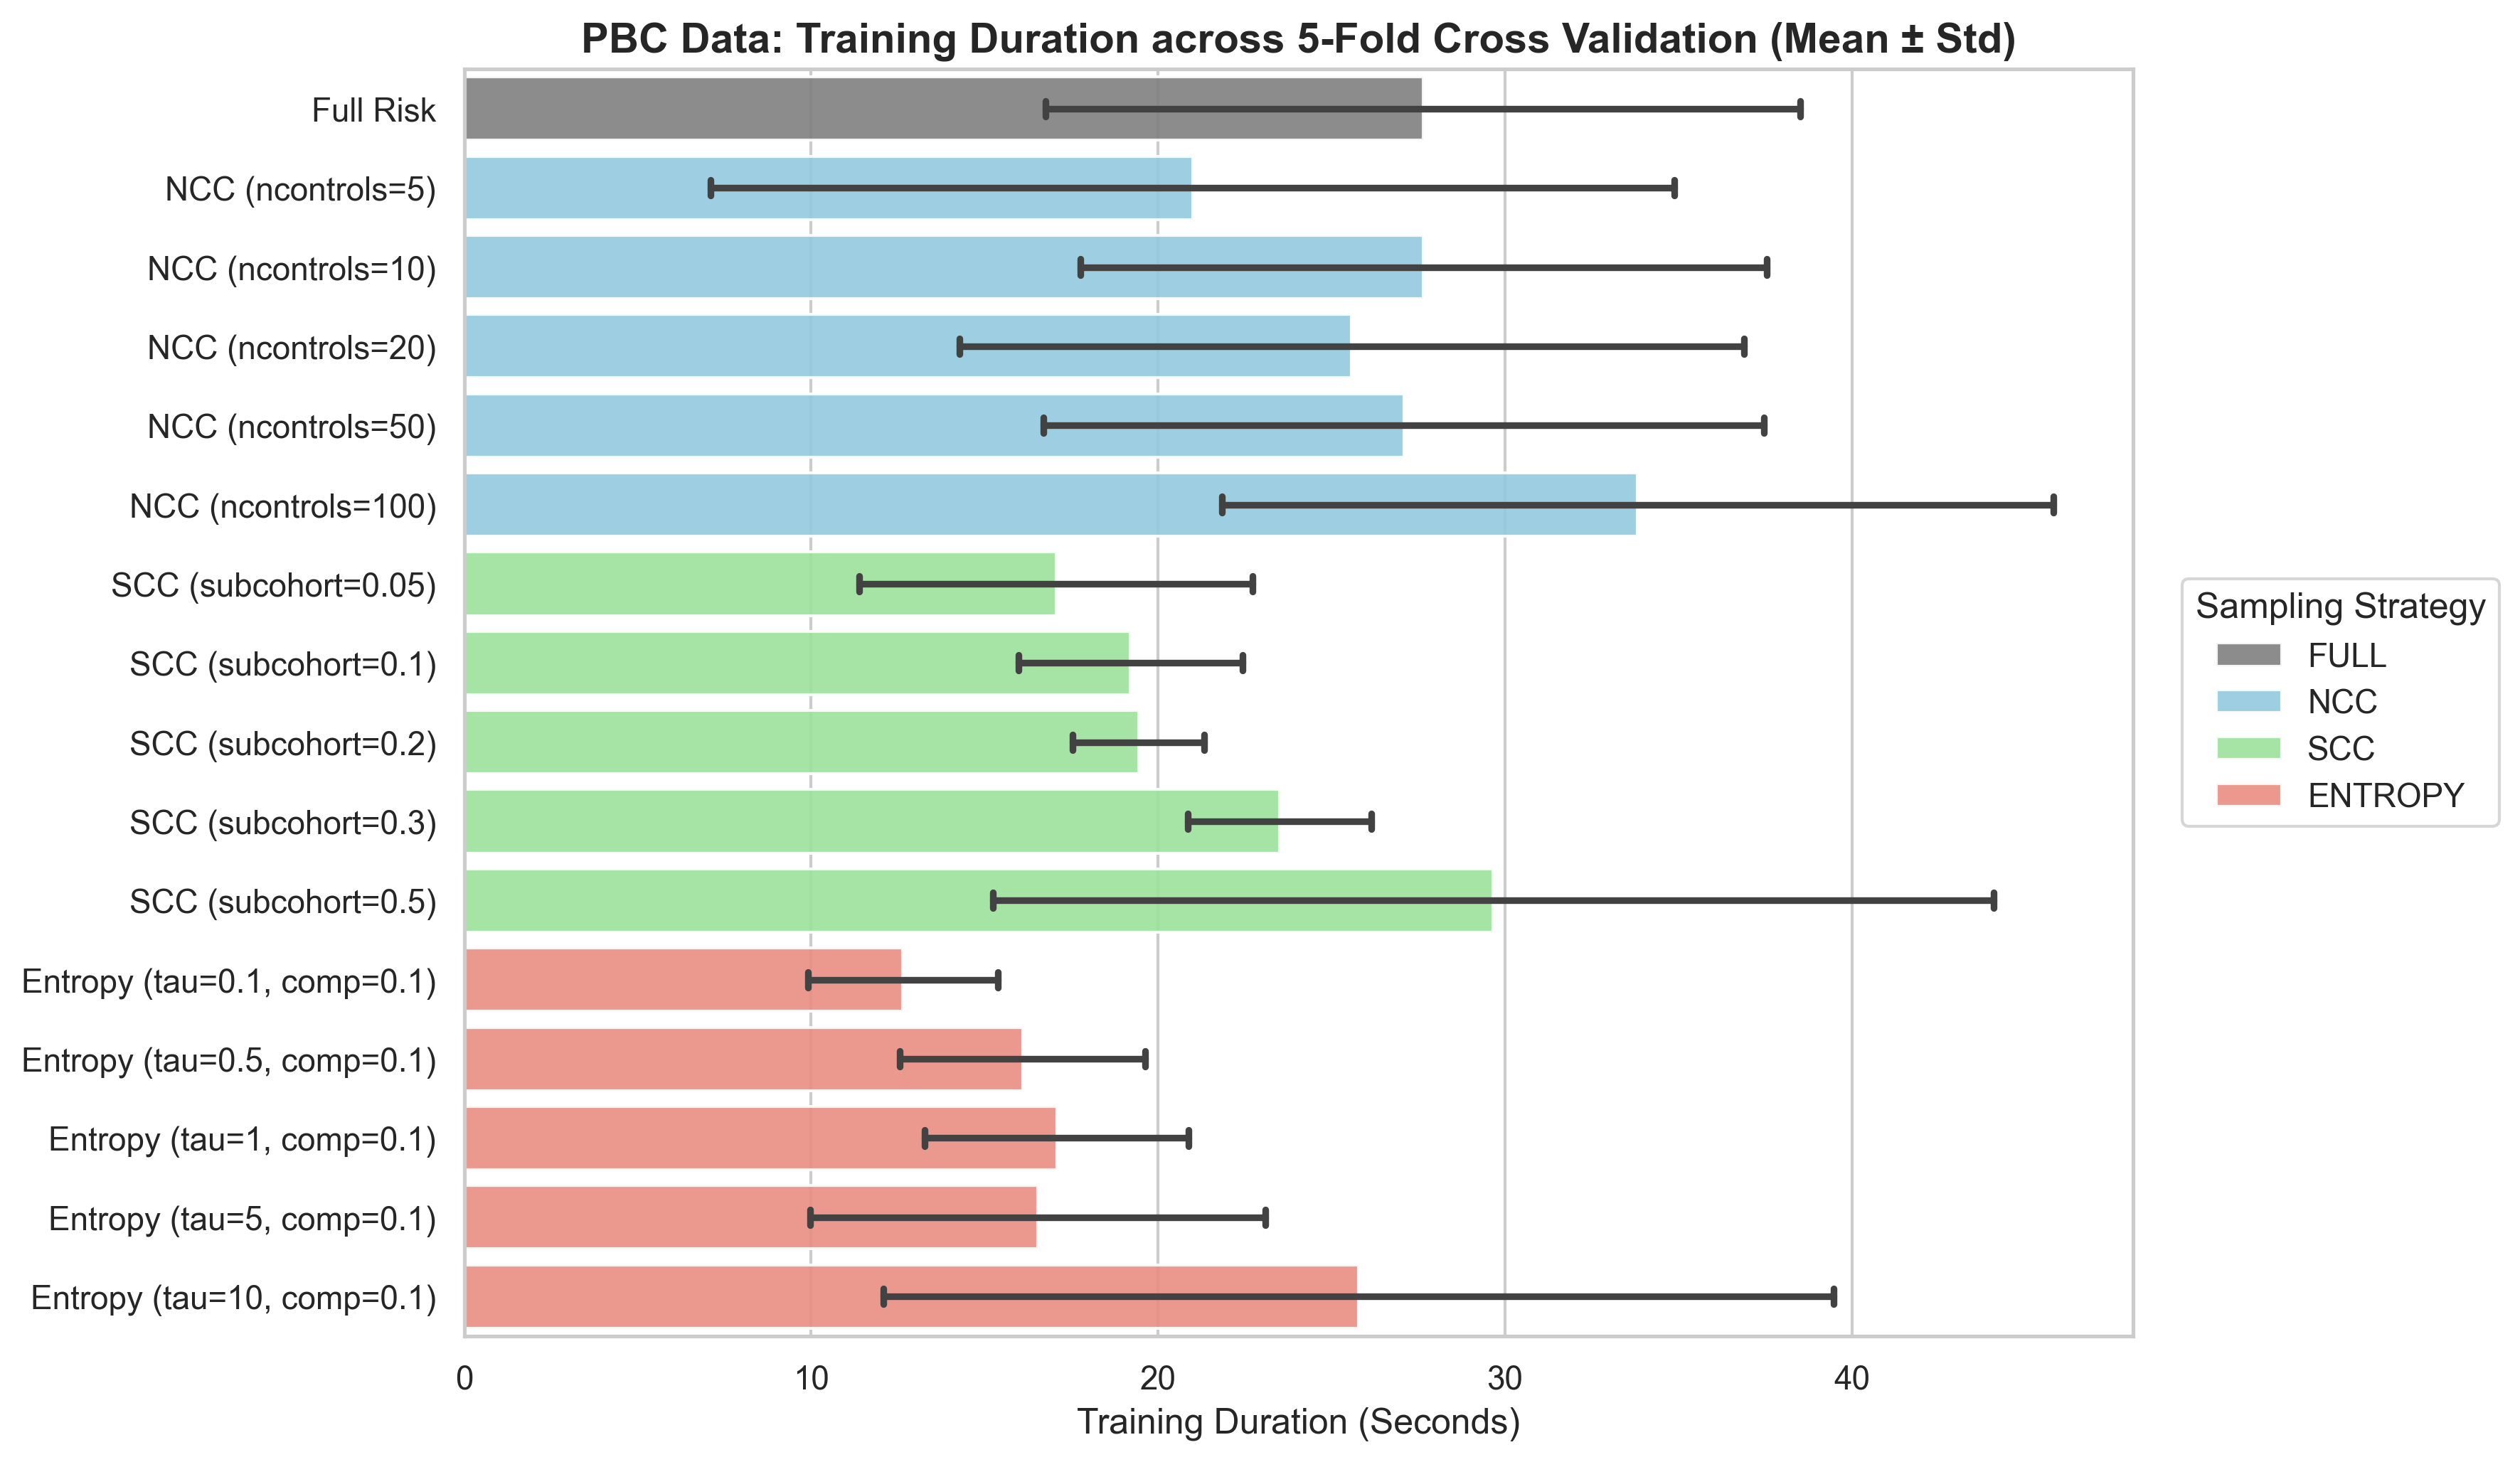 PBC Data: Training Duration across 5-Fold Cross Validation (Mean ± Std)
Full Risk
NCC (ncontrols=5)
NCC (ncontrols=10)
NCC (ncontrols=20)
NCC (ncontrols=50)
NCC (ncontrols=100)
SCC (subcohort=0.05)
SCC (subcohort=0.1)
SCC (subcohort=0.2)
SCC (subcohort=0.3)
SCC (subcohort=0.5)
Entropy (tau=0.1, comp=0.1)
Entropy (tau=0.5, comp=0.1)
Entropy (tau=1, comp=0.1)
Entropy (tau=5, comp=0.1)
Entropy (tau=10, comp=0.1)
0 10 20 30 40
Training Duration (Seconds)
Sampling Strategy
FULL
NCC
SCC
ENTROPY